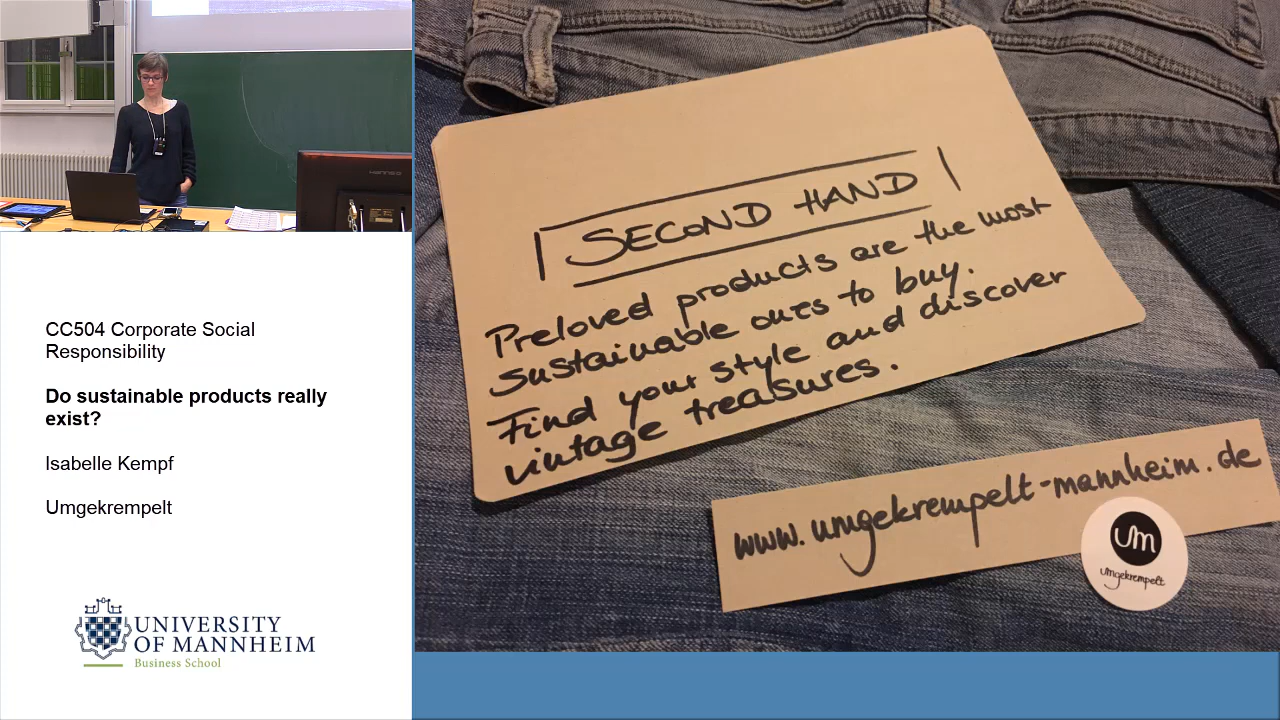 CC504 Corporate Social
Responsibility
Do sustainable products really
exist?
Isabelle Kempf
Umgekrempelt
UNIVERSITY
OF MANNHEIM
Business School
SECOND HAND
Preloved products are the most
sustainable ones to buy.
Find your style and discover
vintage treasures.
www.umgekrempelt-mannheim.de
um
umgekrempelt